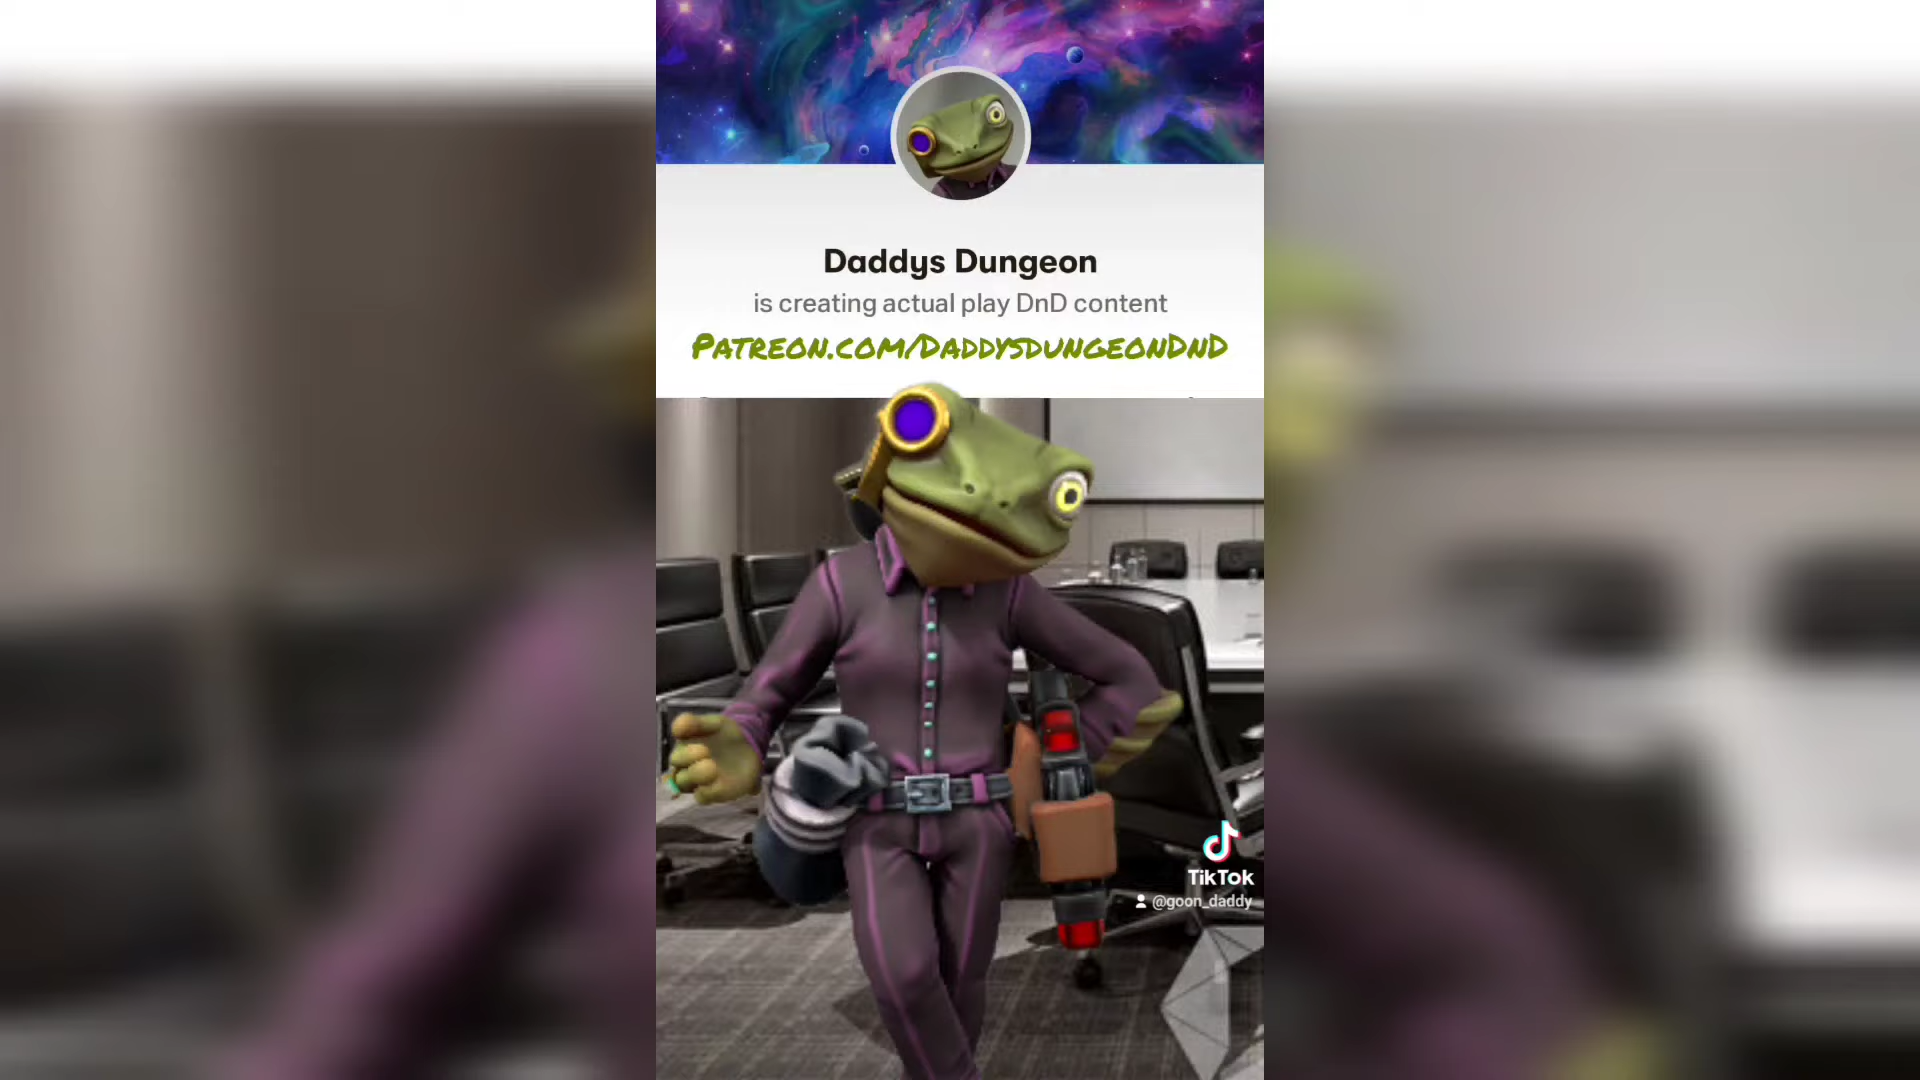 Daddys Dungeon
is creating actual play DnD content
Patreon.com/DaddysdungeonDnD
TikTok
@goon_daddy